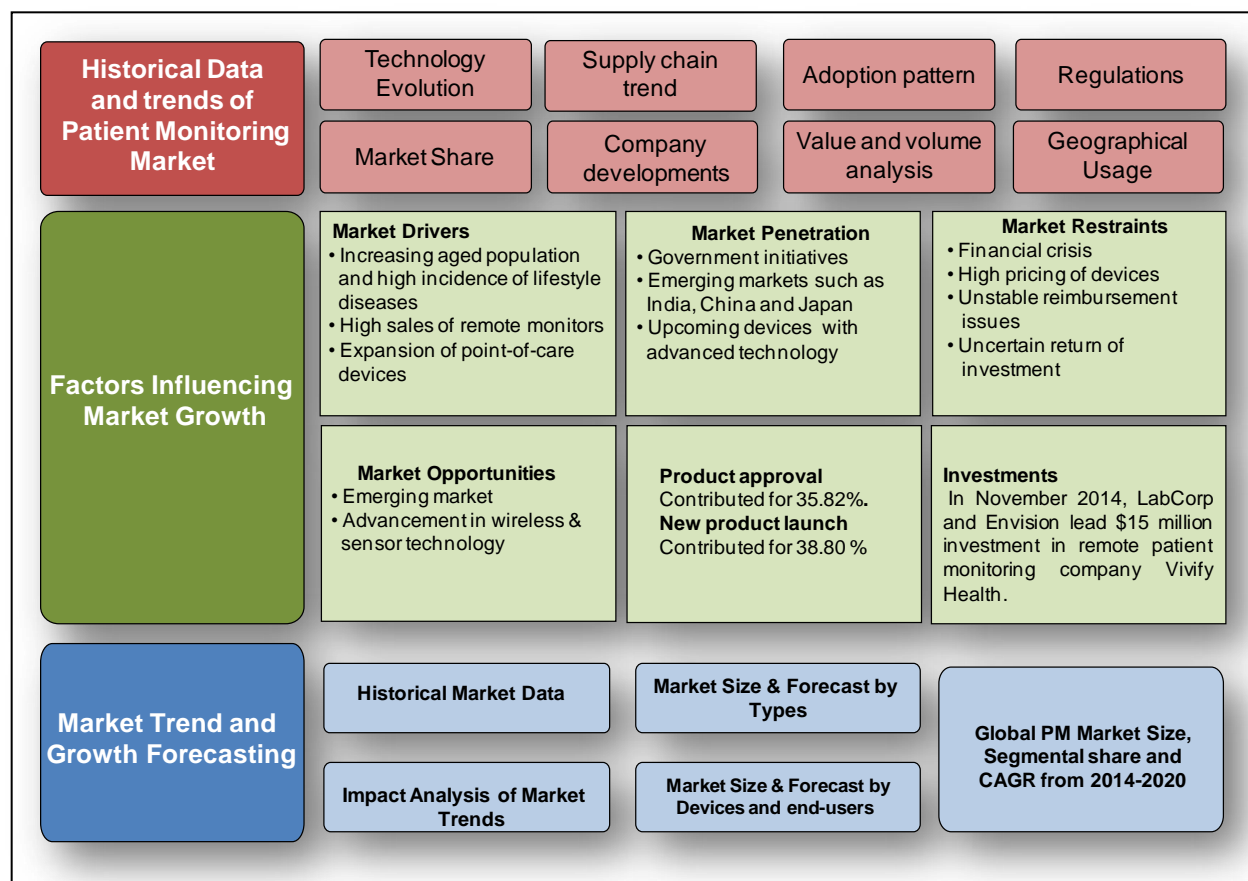 Historical Data
and trends of
Patient Monitoring
Market
Technology
Evolution
Supply chain
trend
Adoption pattern
Regulations
Market Share
Company
developments
Value and volume
analysis
Geographical
Usage
Factors Influencing
Market Growth
Market Drivers
• Increasing aged population
and high incidence of lifestyle
diseases
• High sales of remote monitors
• Expansion of point-of-care
devices
Market Penetration
• Government initiatives
• Emerging markets such as
India, China and Japan
• Upcoming devices with
advanced technology
Market Restraints
• Financial crisis
• High pricing of devices
• Unstable reimbursement
issues
• Uncertain return of
investment
Market Opportunities
• Emerging market
• Advancement in wireless &
sensor technology
Product approval
Contributed for 35.82%.
New product launch
Contributed for 38.80 %
Investments
In November 2014, LabCorp
and Envision lead $15 million
investment in remote patient
monitoring company Vivify
Health.
Market Trend and
Growth Forecasting
Historical Market Data
Market Size & Forecast by
Types
Impact Analysis of Market
Trends
Market Size & Forecast by
Devices and end-users
Global PM Market Size,
Segmental share and
CAGR from 2014-2020